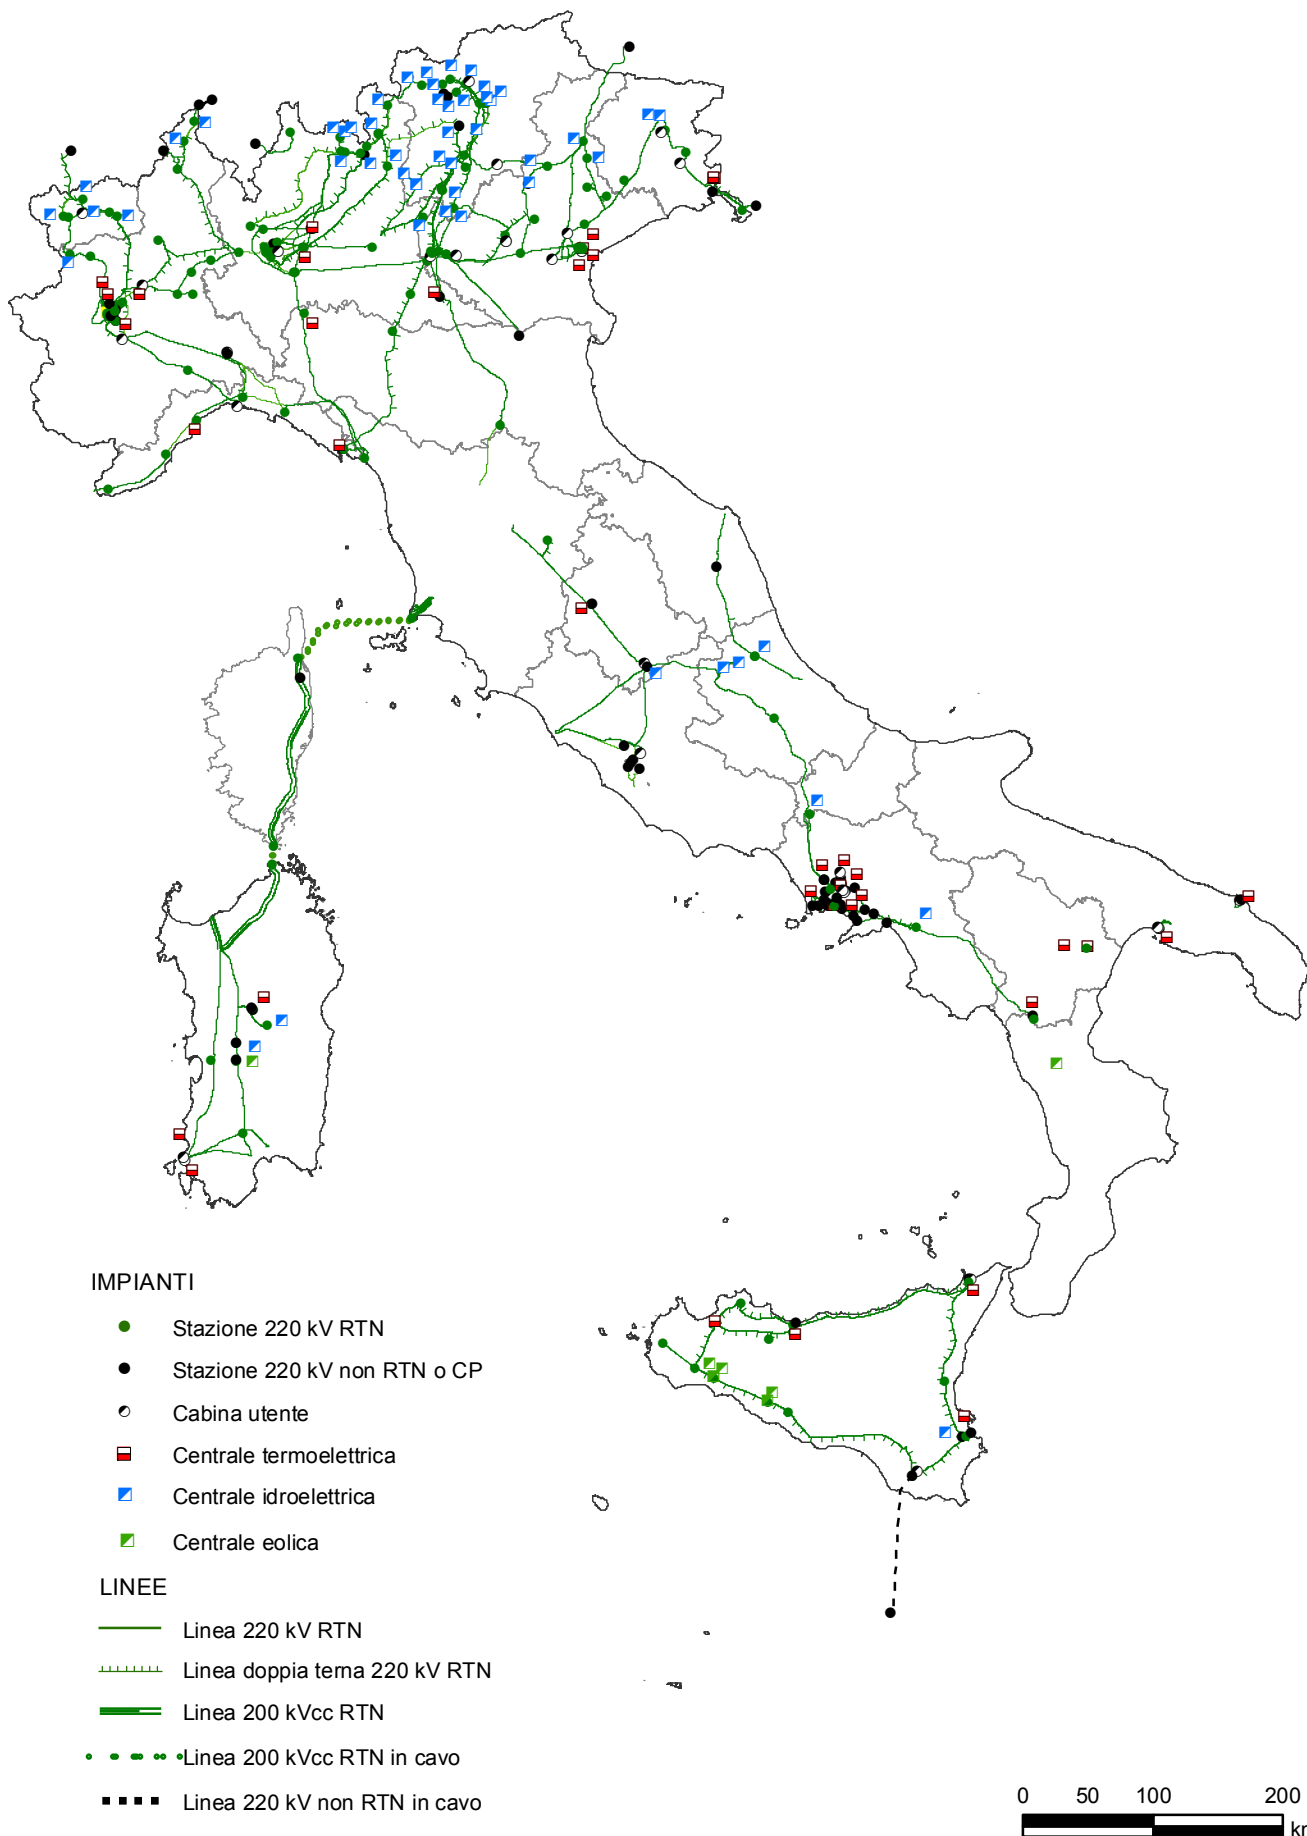 IMPIANTI
Stazione 220 kV RTN
Stazione 220 kV non RTN o CP
Cabina utente
Centrale termoelettrica
Centrale idroelettrica
Centrale eolica
LINEE
Linea 220 kV RTN
Linea doppia terna 220 kV RTN
Linea 200 kVcc RTN
Linea 200 kVcc RTN in cavo
Linea 220 kV non RTN in cavo
0 50 100 200